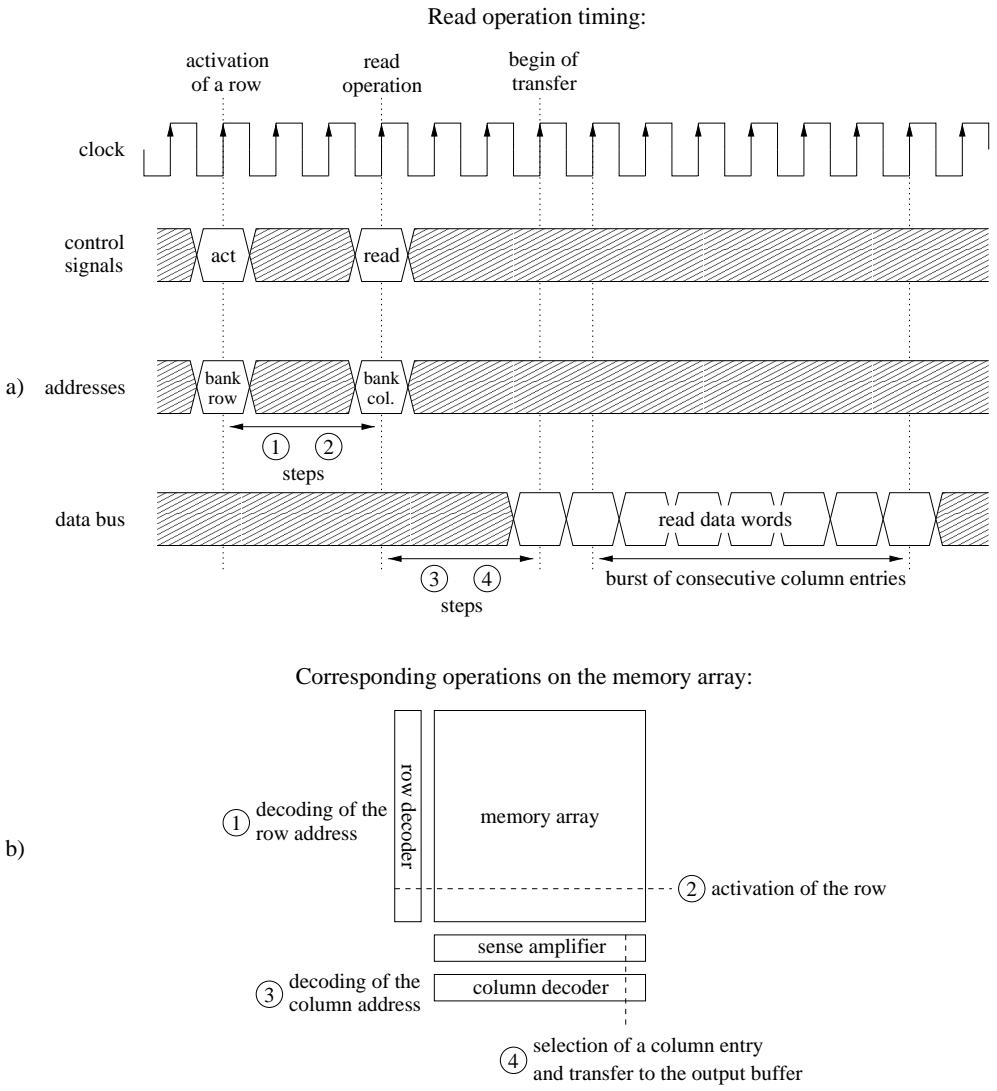 Read operation timing:
activation
of a row
read
operation
begin of
transfer
clock
control
signals
act
read
a)
addresses
bank
row
bank
col.
1 2
steps
data bus
read data words
3 4
steps
burst of consecutive column entries
Corresponding operations on the memory array:
b)
1 decoding of the
row address
row decoder
memory array
2 activation of the row
sense amplifier
3 decoding of the
column address
column decoder
4 selection of a column entry
and transfer to the output buffer